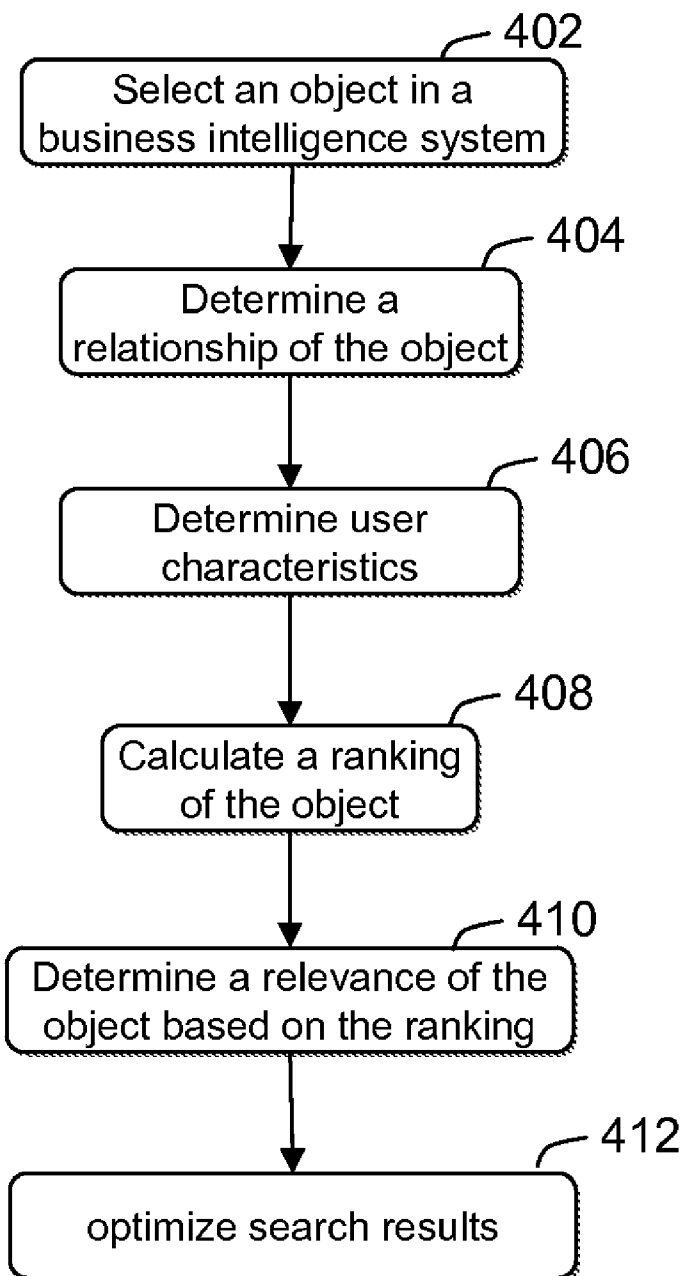 402
Select an object in a
business intelligence system
404
Determine a
relationship of the object
406
Determine user
characteristics
408
Calculate a ranking
of the object
410
Determine a relevance of the
object based on the ranking
412
optimize search results